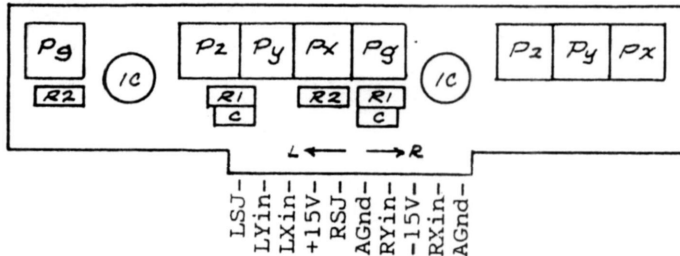 Pg Pz Py Px Pg Pz Py Px
IC IC
R2 R1 R2 R1
C C
L R
LSJ-
LYin-
LXin-
+15V-
RSJ-
AGnd-
RYin-
-15V-
RXin-
AGnd-